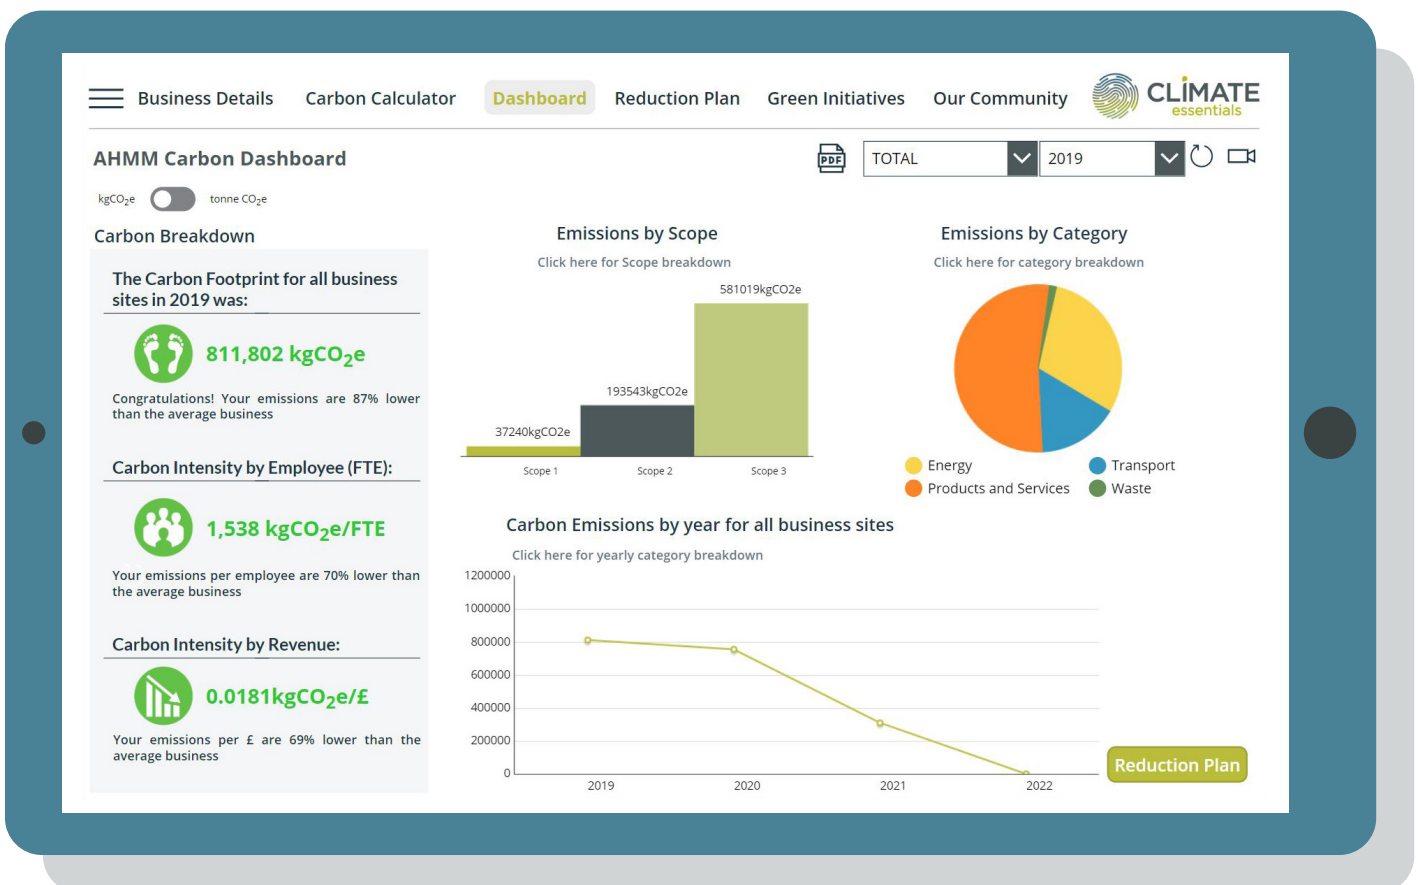 Business Details Carbon Calculator Dashboard Reduction Plan Green Initiatives Our Community CLIMATE
essentials
AHMM Carbon Dashboard
PDF TOTAL 2019
kgCO₂e tonne CO₂e
Carbon Breakdown
The Carbon Footprint for all business
sites in 2019 was:
811,802 kgCO₂e
Congratulations! Your emissions are 87% lower
than the average business
Carbon Intensity by Employee (FTE):
1,538 kgCO₂e/FTE
Your emissions per employee are 70% lower than
the average business
Carbon Intensity by Revenue:
0.0181kgCO₂e/£
Your emissions per £ are 69% lower than the
average business
Emissions by Scope
Click here for Scope breakdown
581019kgCO2e
193543kgCO2e
37240kgCO2e
Scope 1 Scope 2 Scope 3
Emissions by Category
Click here for category breakdown
Energy Transport
Products and Services Waste
Carbon Emissions by year for all business sites
Click here for yearly category breakdown
1200000
1000000
800000
600000
400000
200000
0
2019 2020 2021 2022
Reduction Plan